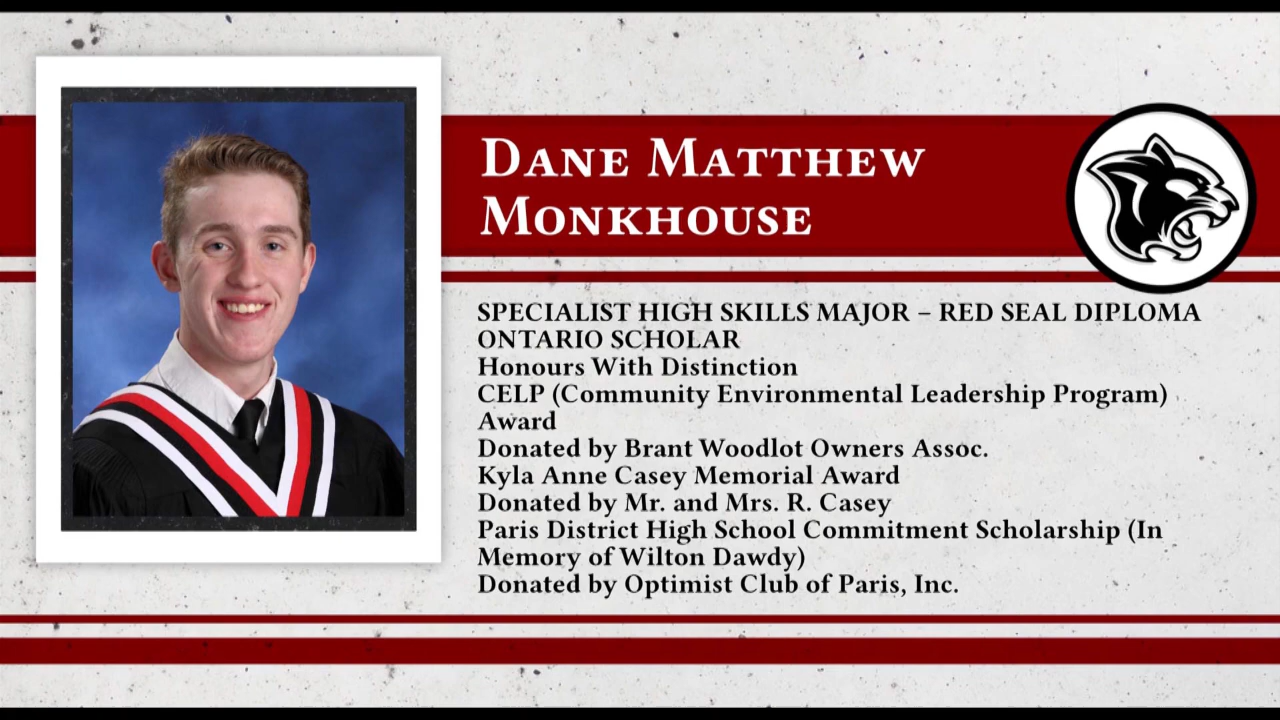 Dane Matthew
Monkhouse
SPECIALIST HIGH SKILLS MAJOR – RED SEAL DIPLOMA
ONTARIO SCHOLAR
Honours With Distinction
CELP (Community Environmental Leadership Program)
Award
Donated by Brant Woodlot Owners Assoc.
Kyla Anne Casey Memorial Award
Donated by Mr. and Mrs. R. Casey
Paris District High School Commitment Scholarship (In
Memory of Wilton Dawdy)
Donated by Optimist Club of Paris, Inc.